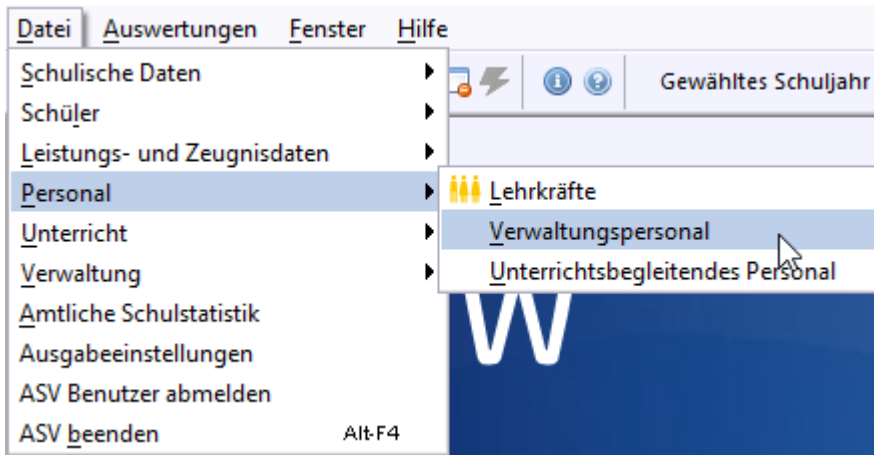 Datei Auswertungen Fenster Hilfe
Gewähltes Schuljahr
Schulische Daten
Schüler
Leistungs- und Zeugnisdaten
Personal
Lehrkräfte
Unterricht
Verwaltungspersonal
Verwaltung
Unterrichtsbegleitendes Personal
Amtliche Schulstatistik
Ausgabeeinstellungen
ASV Benutzer abmelden
ASV beenden Alt-F4
W